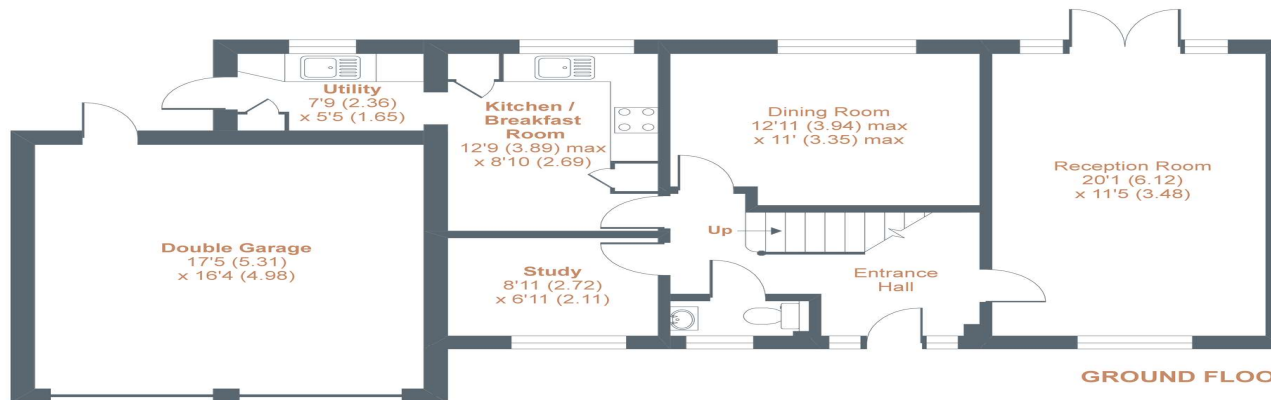 Utility
7'9 (2.36)
x 5'5 (1.65)
Kitchen /
Breakfast
Room
12'9 (3.89) max
x 8'10 (2.69)
Dining Room
12'11 (3.94) max
x 11' (3.35) max
Reception Room
20'1 (6.12)
x 11'5 (3.48)
Double Garage
17'5 (5.31)
x 16'4 (4.98)
Study
8'11 (2.72)
x 6'11 (2.11)
Up
Entrance
Hall
GROUND FLOO